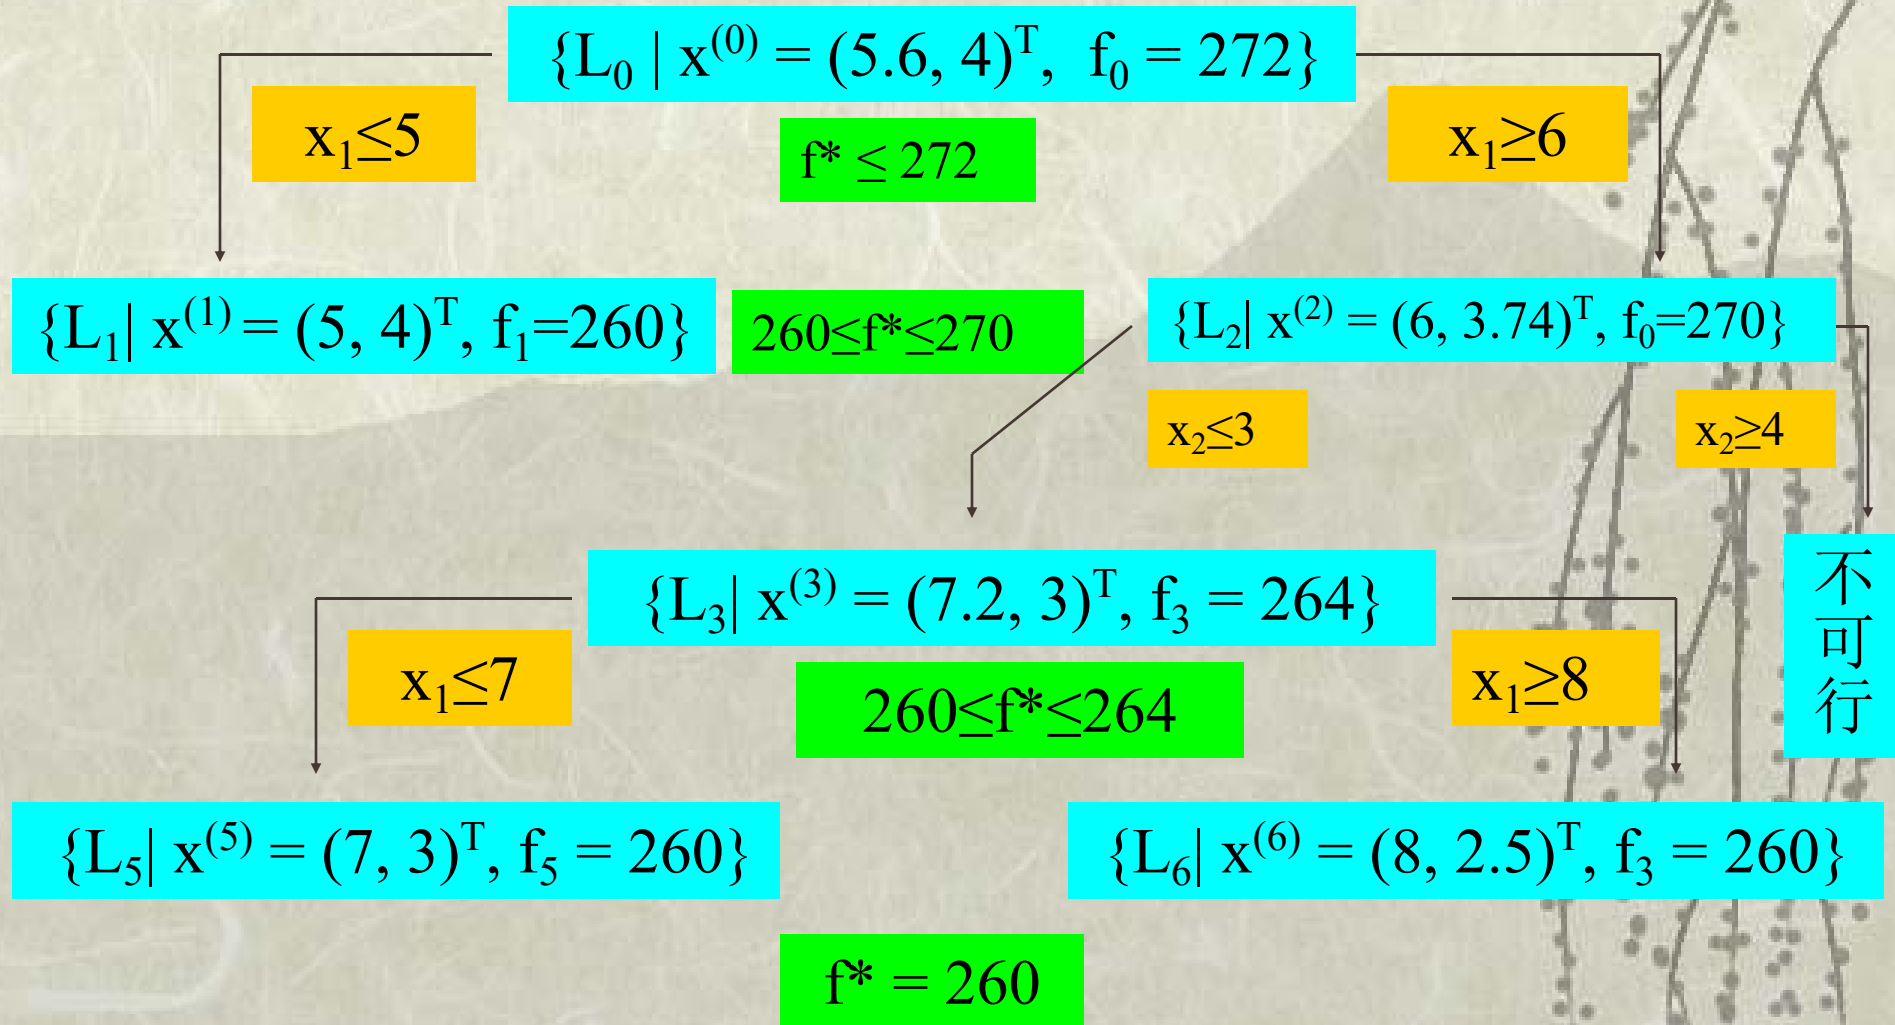 {L₀ | x⁽⁰⁾ = (5.6, 4)ᵀ, f₀ = 272}
x₁≤5
f* ≤ 272
x₁≥6
{L₁| x⁽¹⁾ = (5, 4)ᵀ, f₁=260}
260≤f*≤270
{L₂| x⁽²⁾ = (6, 3.74)ᵀ, f₀=270}
x₂≤3
x₂≥4
{L₃| x⁽³⁾ = (7.2, 3)ᵀ, f₃ = 264}
不可行
x₁≤7
260≤f*≤264
x₁≥8
{L₅| x⁽⁵⁾ = (7, 3)ᵀ, f₅ = 260}
{L₆| x⁽⁶⁾ = (8, 2.5)ᵀ, f₃ = 260}
f* = 260